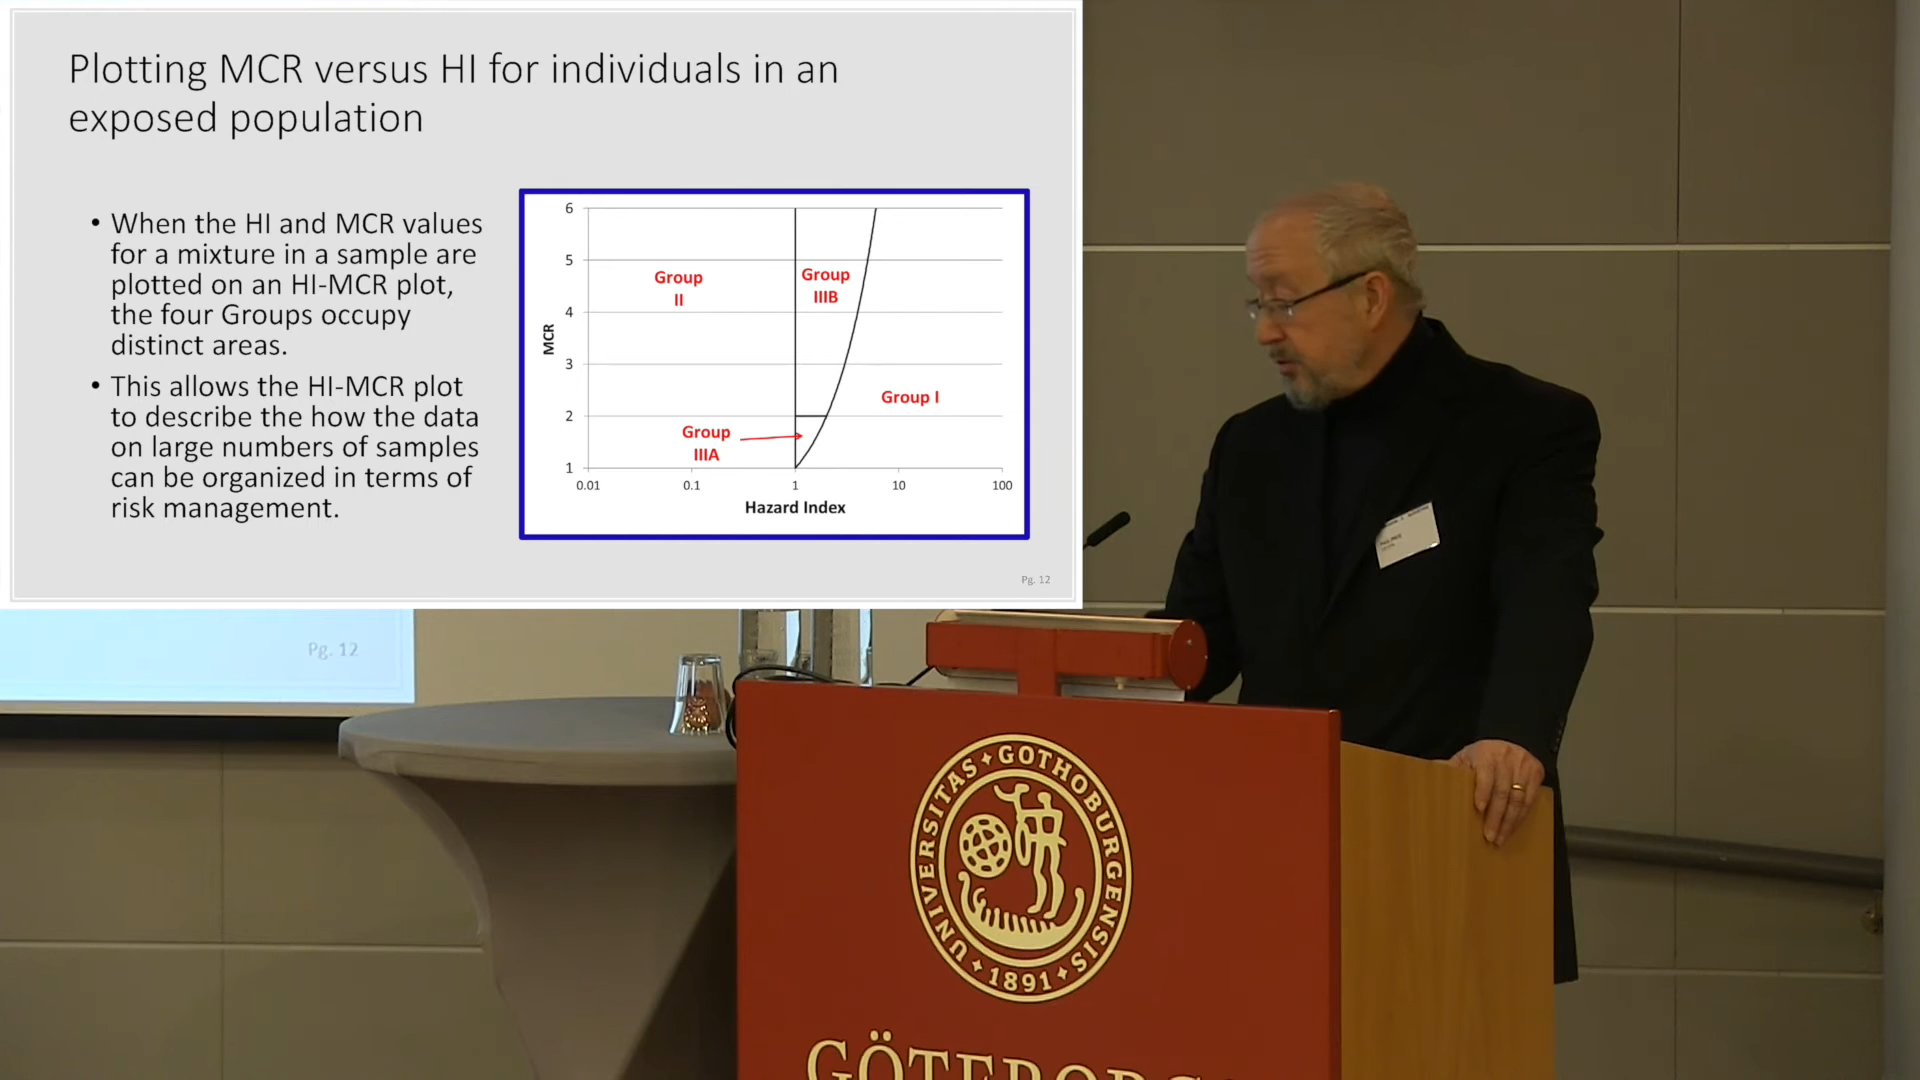 Plotting MCR versus HI for individuals in an
exposed population
• When the HI and MCR values
for a mixture in a sample are
plotted on an HI-MCR plot,
the four Groups occupy
distinct areas.
• This allows the HI-MCR plot
to describe the how the data
on large numbers of samples
can be organized in terms of
risk management.
6
5
4
3
2
1
MCR
Group
II
Group
IIIB
Group I
Group
IIIA
0.01 0.1 1 10 100
Hazard Index
Pg. 12
Pg. 12
UNIVERSITAS GOTHOBURGENSIS
1891